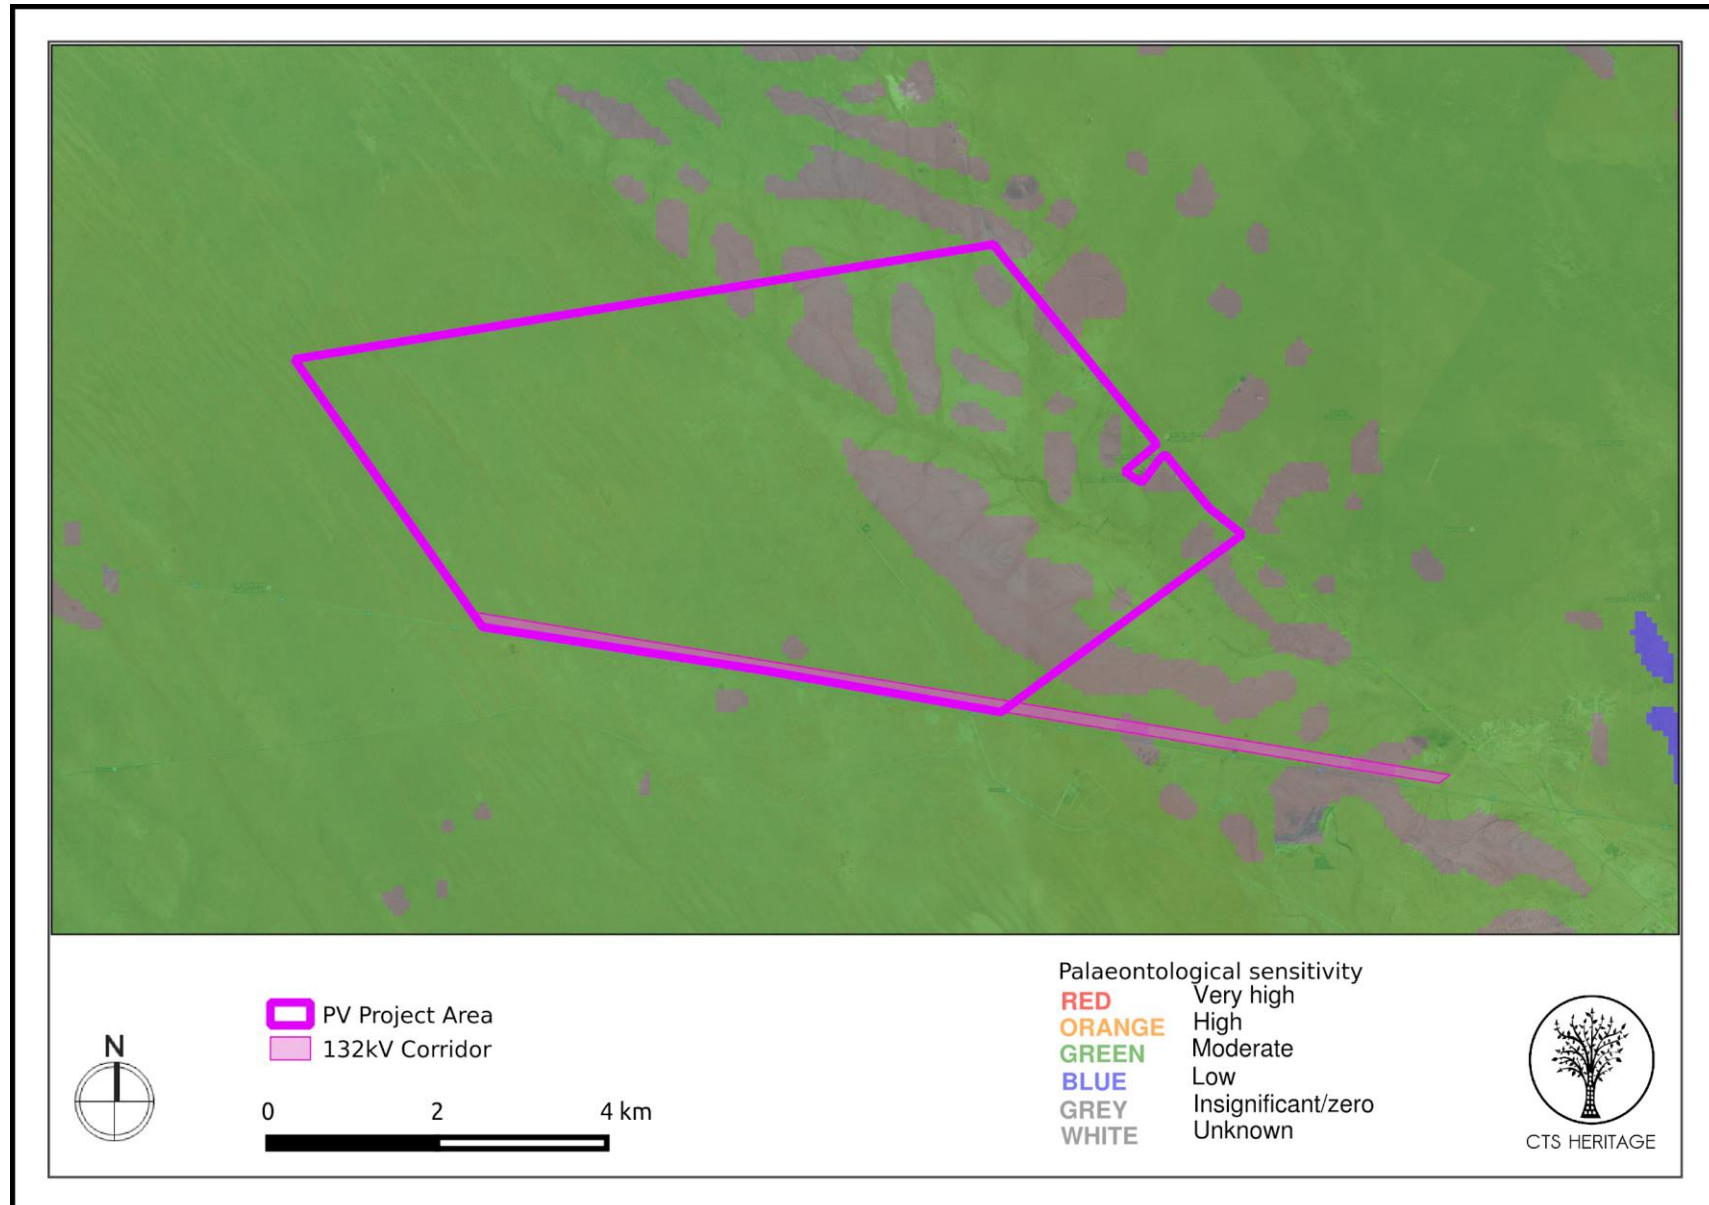 PV Project Area
132kV Corridor
N
0 2 4 km
Palaeontological sensitivity
RED Very high
ORANGE High
GREEN Moderate
BLUE Low
GREY Insignificant/zero
WHITE Unknown
CTS HERITAGE